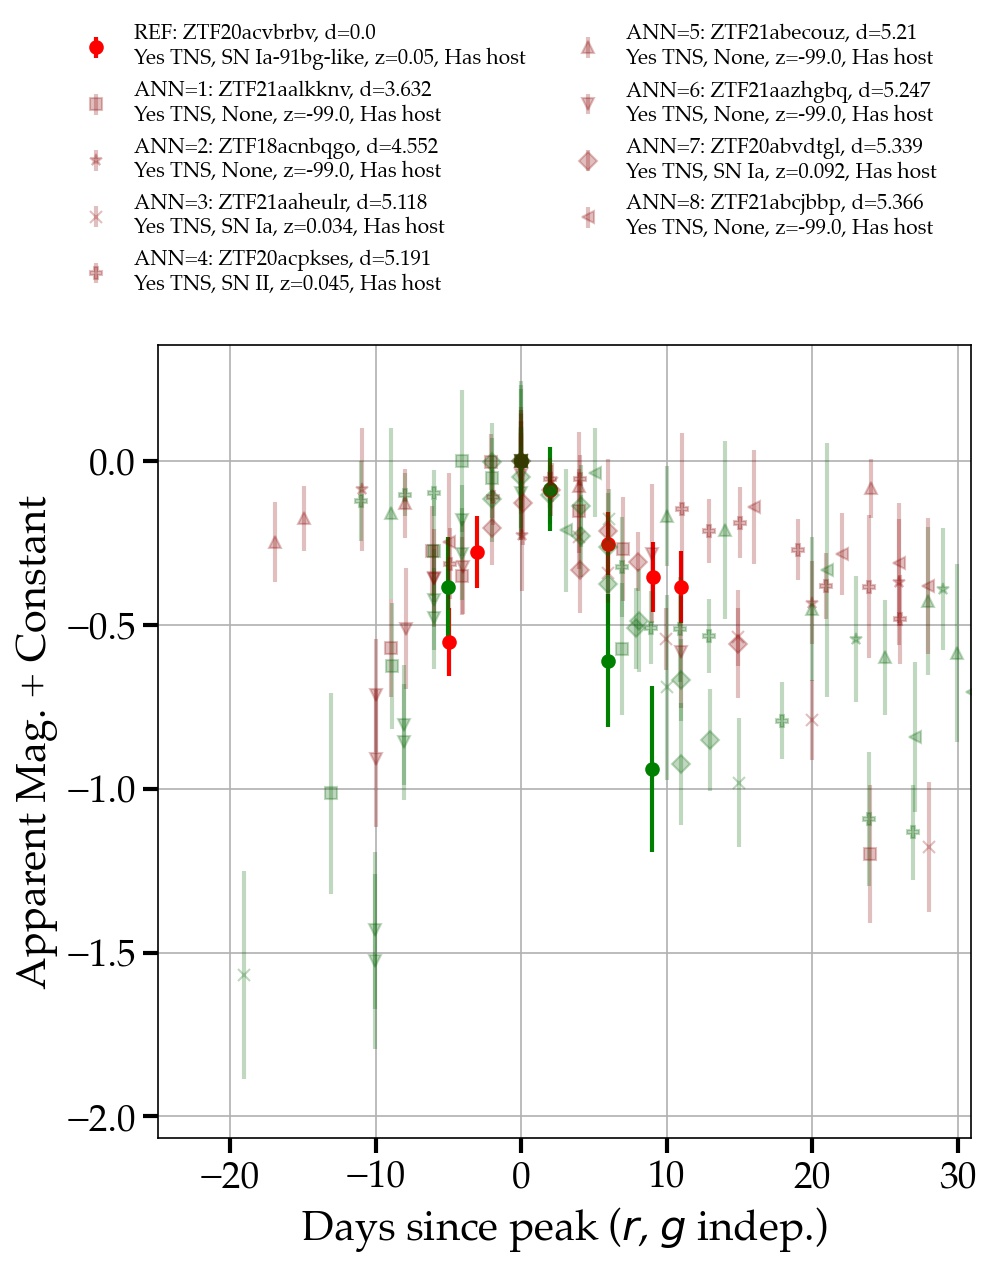 REF: ZTF20acvbrbv, d=0.0
Yes TNS, SN Ia-91bg-like, z=0.05, Has host
ANN=1: ZTF21aalkknv, d=3.632
Yes TNS, None, z=-99.0, Has host
ANN=2: ZTF18acnbqgo, d=4.552
Yes TNS, None, z=-99.0, Has host
ANN=3: ZTF21aaheulr, d=5.118
Yes TNS, SN Ia, z=0.034, Has host
ANN=4: ZTF20acpkses, d=5.191
Yes TNS, SN II, z=0.045, Has host
ANN=5: ZTF21abecouz, d=5.21
Yes TNS, None, z=-99.0, Has host
ANN=6: ZTF21aazhgbq, d=5.247
Yes TNS, None, z=-99.0, Has host
ANN=7: ZTF20abvdtgl, d=5.339
Yes TNS, SN Ia, z=0.092, Has host
ANN=8: ZTF21abcjbbp, d=5.366
Yes TNS, None, z=-99.0, Has host
Apparent Mag. + Constant
0.0
−0.5
−1.0
−1.5
−2.0
−20 −10 0 10 20 30
Days since peak (r, g indep.)